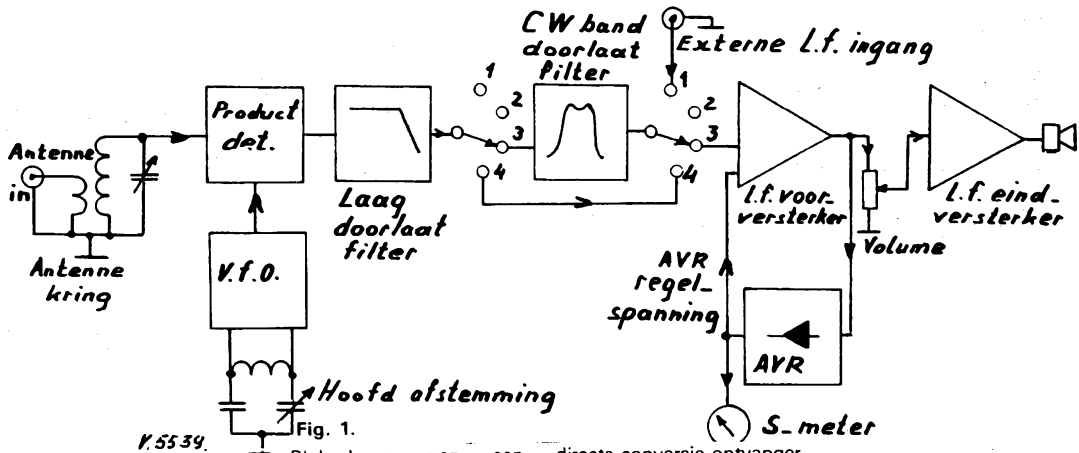 CW band
doorlaat
filter
Externe l.f. ingang
1
2
3
4
1
2
3
4
Product
det.
Antenne
in
Antenne
kring
Laag
doorlaat
filter
V.f.O.
Hoofd afstemming
l.f. voor-
versterker
l.f. eind-
versterker
Volume
AVR
regel-
spanning
AVR
S-meter
V.5539.
Fig. 1.
directe conversie ontvanger